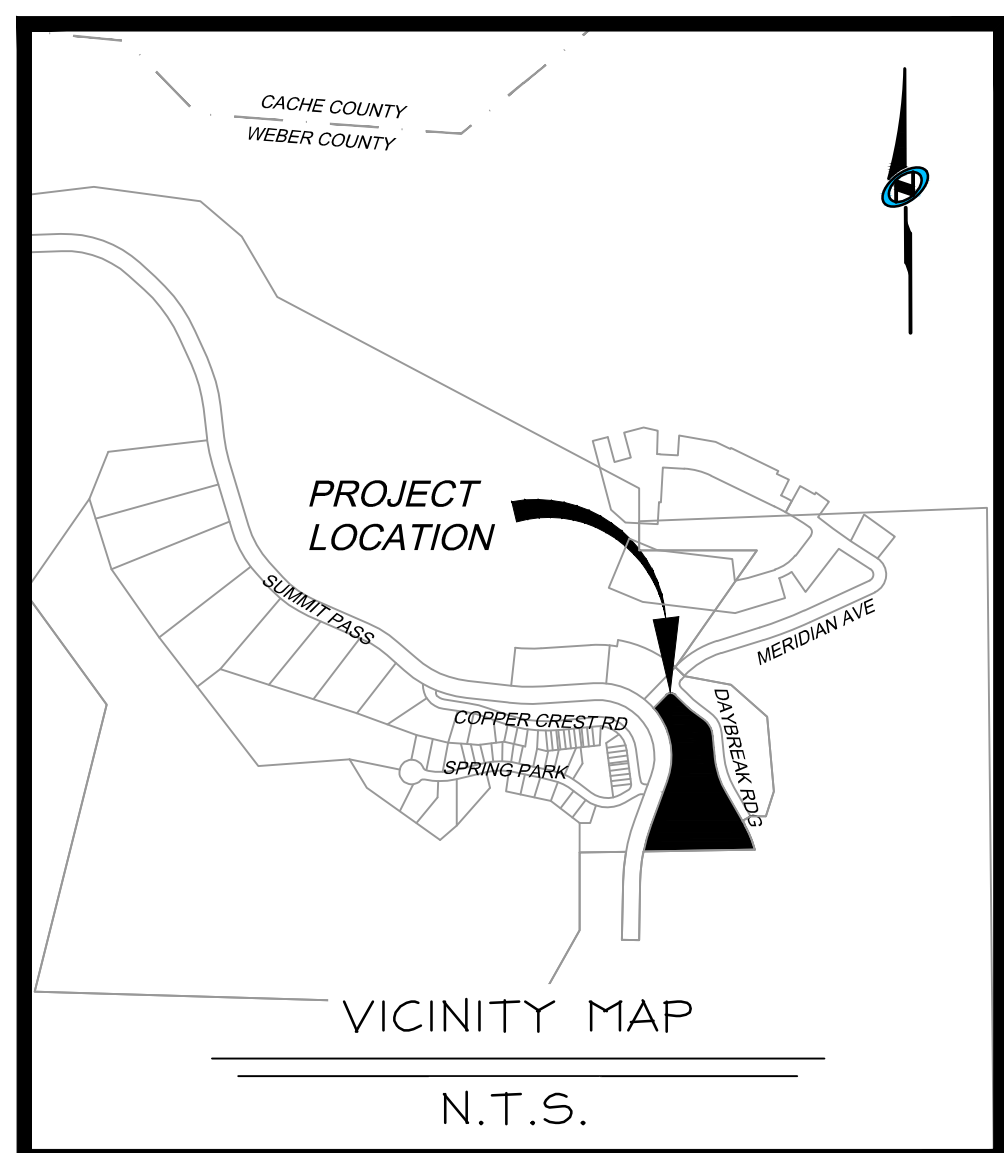 CACHE COUNTY
WEBER COUNTY
N
PROJECT
LOCATION
SUMMIT PASS
MERIDIAN AVE
COPPER CREST RD
DAYBREAK RDG
SPRING PARK
VICINITY MAP
N.T.S.